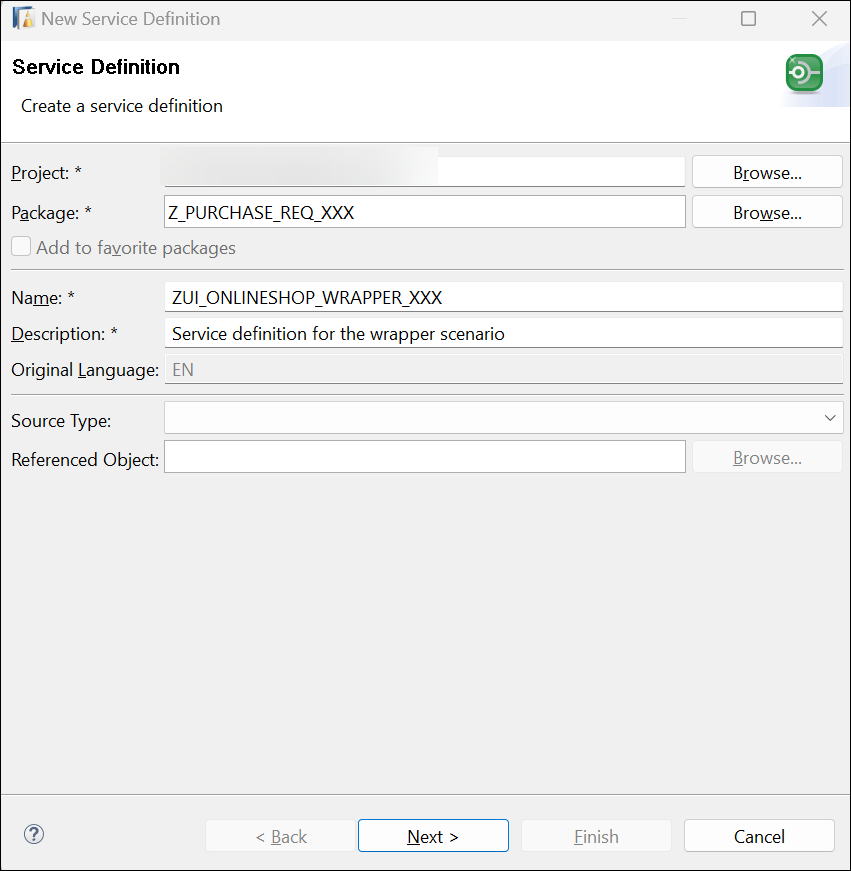 New Service Definition
Service Definition
Create a service definition
Project: *
Browse...
Package: *
Z_PURCHASE_REQ_XXX
Browse...
Add to favorite packages
Name: *
ZUI_ONLINESHOP_WRAPPER_XXX
Description: *
Service definition for the wrapper scenario
Original Language:
EN
Source Type:
Referenced Object:
Browse...
?
< Back
Next >
Finish
Cancel